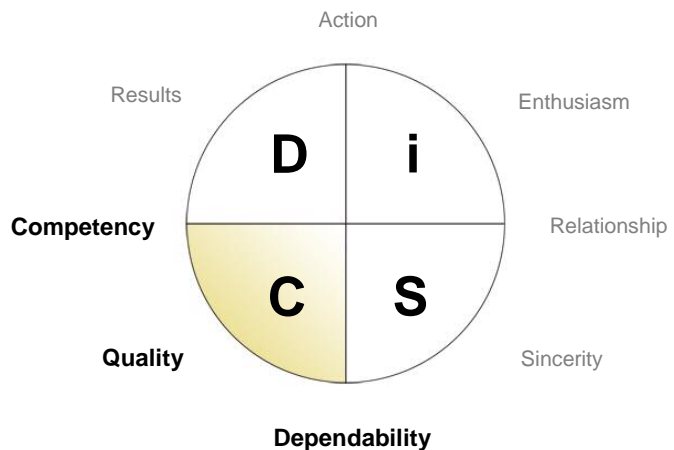 Action
Results
Enthusiasm
D
i
Competency
Relationship
C
S
Quality
Sincerity
Dependability